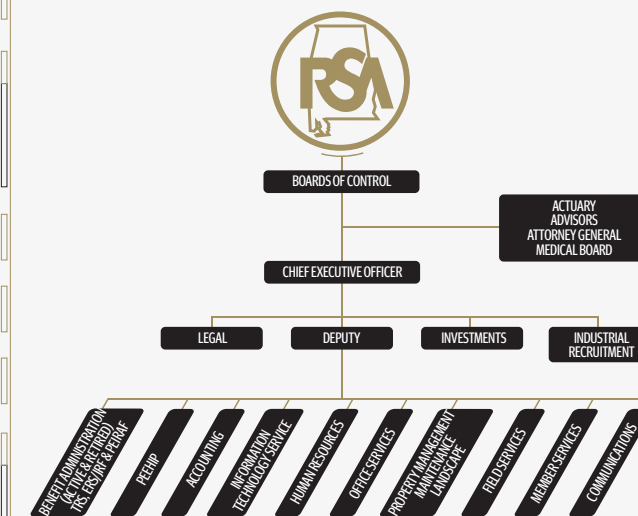 RSA
BOARDS OF CONTROL
ACTUARY
ADVISORS
ATTORNEY GENERAL
MEDICAL BOARD
CHIEF EXECUTIVE OFFICER
LEGAL
DEPUTY
INVESTMENTS
INDUSTRIAL
RECRUITMENT
BENEFIT ADMINISTRATION
(ACTIVE & RETIRED)
TRS, ERS/JRF & PEIRAF
PEEHIP
ACCOUNTING
INFORMATION
TECHNOLOGY SERVICE
HUMAN RESOURCES
OFFICE SERVICES
PROPERTY MANAGEMENT
MAINTENANCE
LANDSCAPE
FIELD SERVICES
MEMBER SERVICES
COMMUNICATIONS